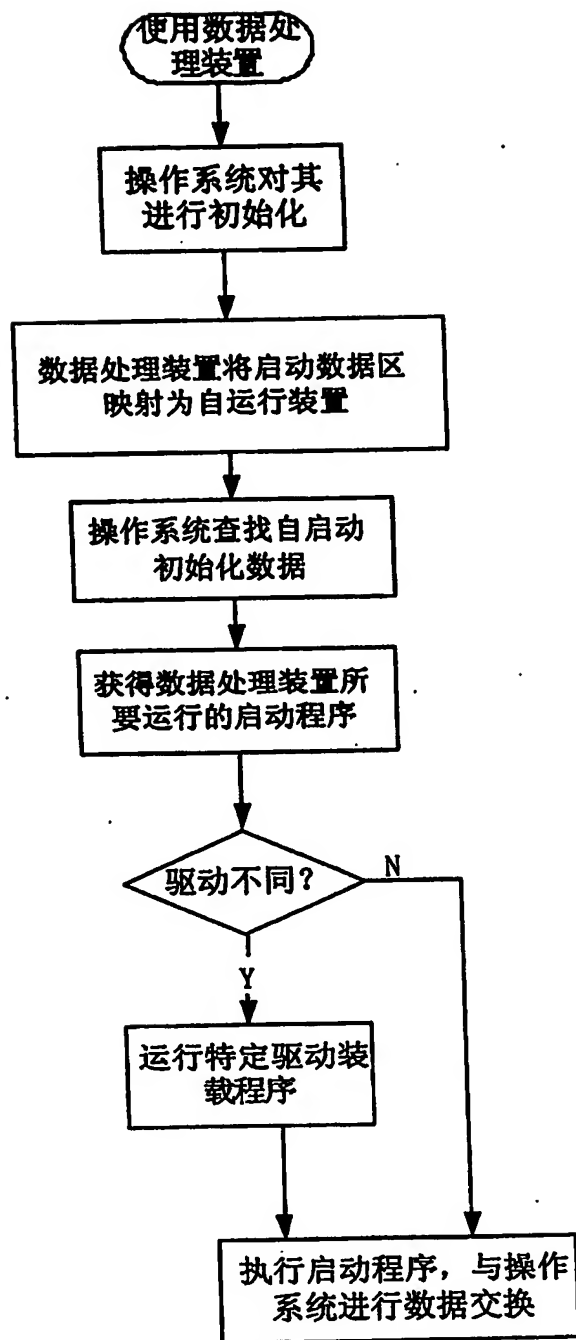 使用数据处
理装置
操作系统对其
进行初始化
数据处理装置将启动数据区
映射为自运行装置
操作系统查找自启动
初始化数据
获得数据处理装置所
要运行的启动程序
驱动不同?
N
Y
运行特定驱动装
载程序
执行启动程序，与操作
系统进行数据交换